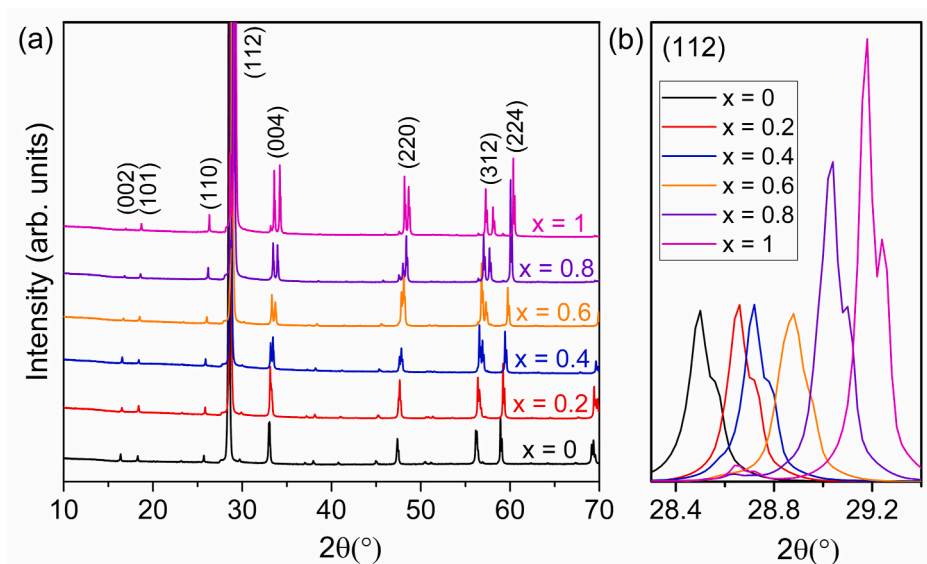 (a)
(002)
(101)
(110)
(112)
(004)
(220)
(312)
(224)
x = 1
x = 0.8
x = 0.6
x = 0.4
x = 0.2
x = 0
Intensity (arb. units)
10 20 30 40 50 60 70
2θ(°)
(b)
(112)
x = 0
x = 0.2
x = 0.4
x = 0.6
x = 0.8
x = 1
28.4 28.8 29.2
2θ(°)